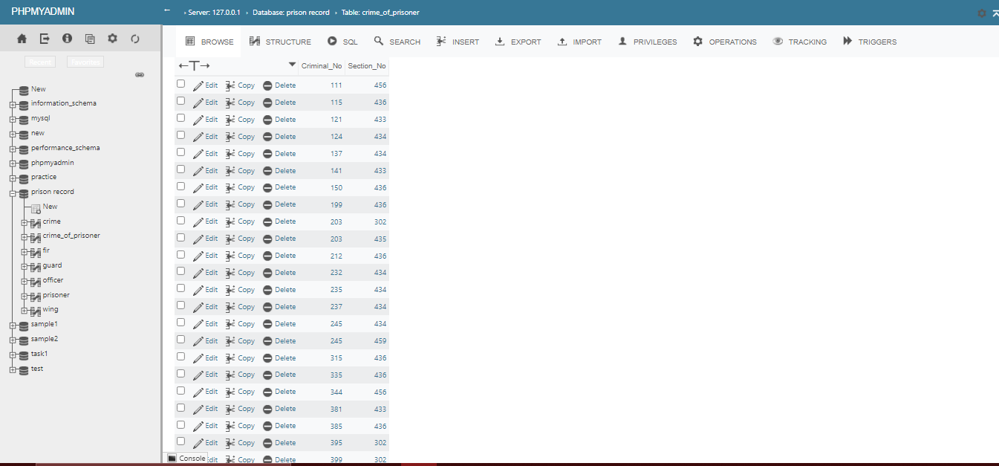 PHPMYADMIN
Recent Favorites
New
information_schema
mysql
new
performance_schema
phpmyadmin
practice
prison record
New
crime
crime_of_prisoner
fir
guard
officer
prisoner
wing
sample1
sample2
task1
test
← › Server: 127.0.0.1 › Database: prison record › Table: crime_of_prisoner
BROWSE STRUCTURE SQL SEARCH INSERT EXPORT IMPORT PRIVILEGES OPERATIONS TRACKING TRIGGERS
←T→ Criminal_No Section_No
Edit Copy Delete 111 456
Edit Copy Delete 115 436
Edit Copy Delete 121 433
Edit Copy Delete 124 434
Edit Copy Delete 137 434
Edit Copy Delete 141 433
Edit Copy Delete 150 436
Edit Copy Delete 199 436
Edit Copy Delete 203 302
Edit Copy Delete 203 435
Edit Copy Delete 212 436
Edit Copy Delete 232 434
Edit Copy Delete 235 434
Edit Copy Delete 237 434
Edit Copy Delete 245 434
Edit Copy Delete 245 459
Edit Copy Delete 315 436
Edit Copy Delete 335 436
Edit Copy Delete 344 456
Edit Copy Delete 381 433
Edit Copy Delete 385 436
Edit Copy Delete 395 302
Console dit Copy Delete 399 302